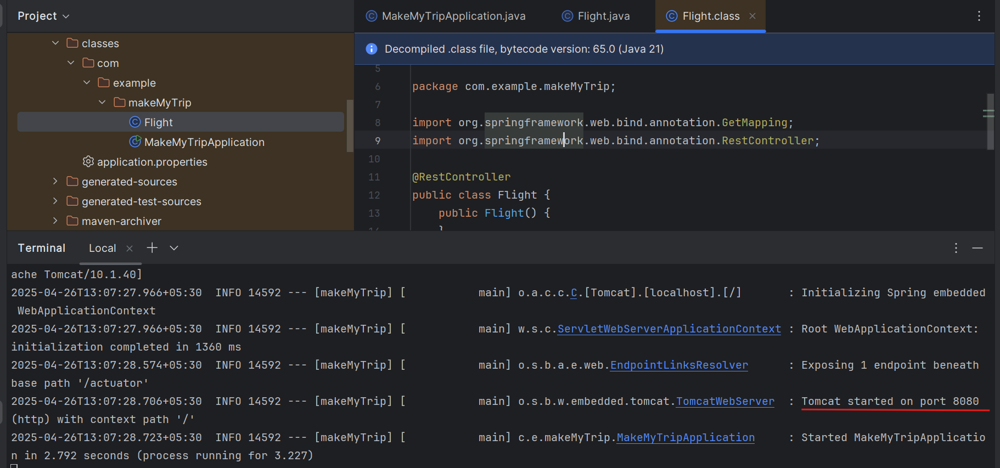 Project
classes
com
example
makeMyTrip
Flight
MakeMyTripApplication
application.properties
generated-sources
generated-test-sources
maven-archiver
MakeMyTripApplication.java
Flight.java
Flight.class
Decompiled .class file, bytecode version: 65.0 (Java 21)
5
6 package com.example.makeMyTrip;
7
8 import org.springframework.web.bind.annotation.GetMapping;
9 import org.springframework.web.bind.annotation.RestController;
10
11 @RestController
12 public class Flight {
13 public Flight() {
14 }
Terminal Local
ache Tomcat/10.1.40]
2025-04-26T13:07:27.966+05:30  INFO 14592 --- [makeMyTrip] [           main] o.a.c.c.C.[Tomcat].[localhost].[/]       : Initializing Spring embedded
 WebApplicationContext
2025-04-26T13:07:27.966+05:30  INFO 14592 --- [makeMyTrip] [           main] w.s.c.ServletWebServerApplicationContext : Root WebApplicationContext:
initialization completed in 1360 ms
2025-04-26T13:07:28.574+05:30  INFO 14592 --- [makeMyTrip] [           main] o.s.b.a.e.web.EndpointLinksResolver      : Exposing 1 endpoint beneath
base path '/actuator'
2025-04-26T13:07:28.706+05:30  INFO 14592 --- [makeMyTrip] [           main] o.s.b.w.embedded.tomcat.TomcatWebServer  : Tomcat started on port 8080
(http) with context path '/'
2025-04-26T13:07:28.723+05:30  INFO 14592 --- [makeMyTrip] [           main] c.e.makeMyTrip.MakeMyTripApplication     : Started MakeMyTripApplicatio
n in 2.792 seconds (process running for 3.227)